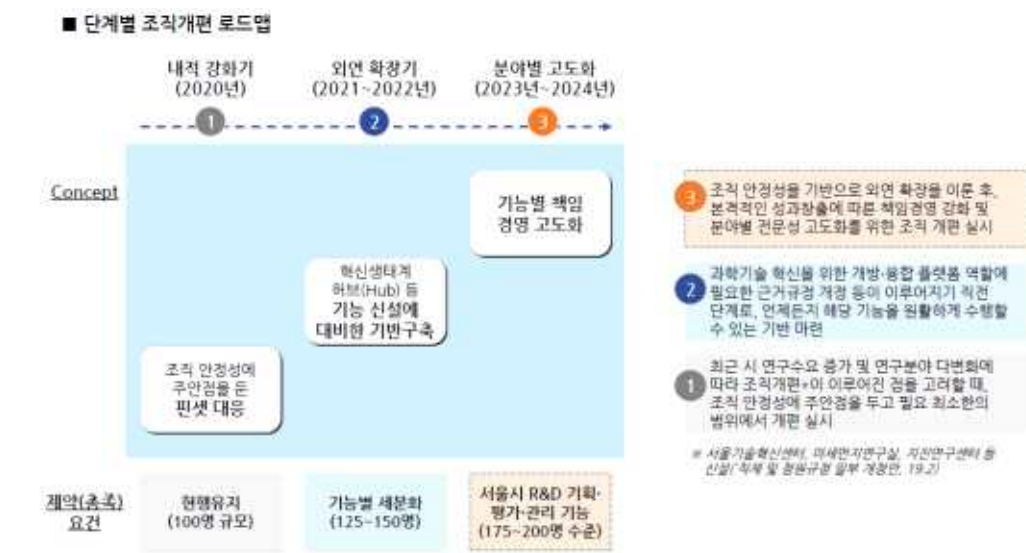 ■ 단계별 조직개편 로드맵
내적 강화기
(2020년)
외연 확장기
(2021~2022년)
분야별 고도화
(2023년~2024년)
1
2
3
Concept
기능별 책임
경영 고도화
혁신생태계
허브(Hub) 등
기능 신설에
대비한 기반구축
조직 안정성에
주안점을 둔
핀셋 대응
제약(충족)
요건
현행유지
(100명 규모)
기능별 세분화
(125~150명)
서울시 R&D 기획·
평가·관리 기능
(175~200명 수준)
3
조직 안정성을 기반으로 외연 확장을 이룬 후,
본격적인 성과창출에 따른 책임경영 강화 및
분야별 전문성 고도화를 위한 조직 개편 실시
2
과학기술 혁신을 위한 개방·융합 플랫폼 역할에
필요한 근거규정 개정 등이 이루어지기 직전
단계로, 언제든지 해당 기능을 원활하게 수행할
수 있는 기반 마련
1
최근 시 연구수요 증가 및 연구분야 다변화에
따라 조직개편*이 이루어진 점을 고려할 때,
조직 안정성에 주안점을 두고 필요 최소한의
범위에서 개편 실시
※ 서울기술혁신센터, 미세먼지연구실, 지진연구센터 등
신설(「직제 및 정원규정 일부 개정안, 19.2)